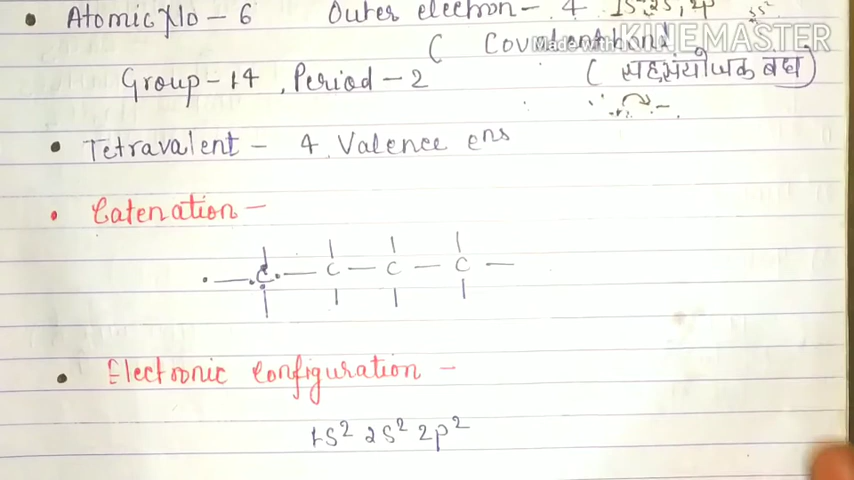 • Atomic No - 6 Outer electron - 4 1S², 2S², 2p²
( Covalent bond
Made with KINEMASTER
Group - 14 , Period - 2 ( सहसंयोजक बंध )
• Tetravalent - 4 Valence ens
• Catenation -
— C — C — C — C —
• Electronic Configuration -
1S² 2S² 2p²